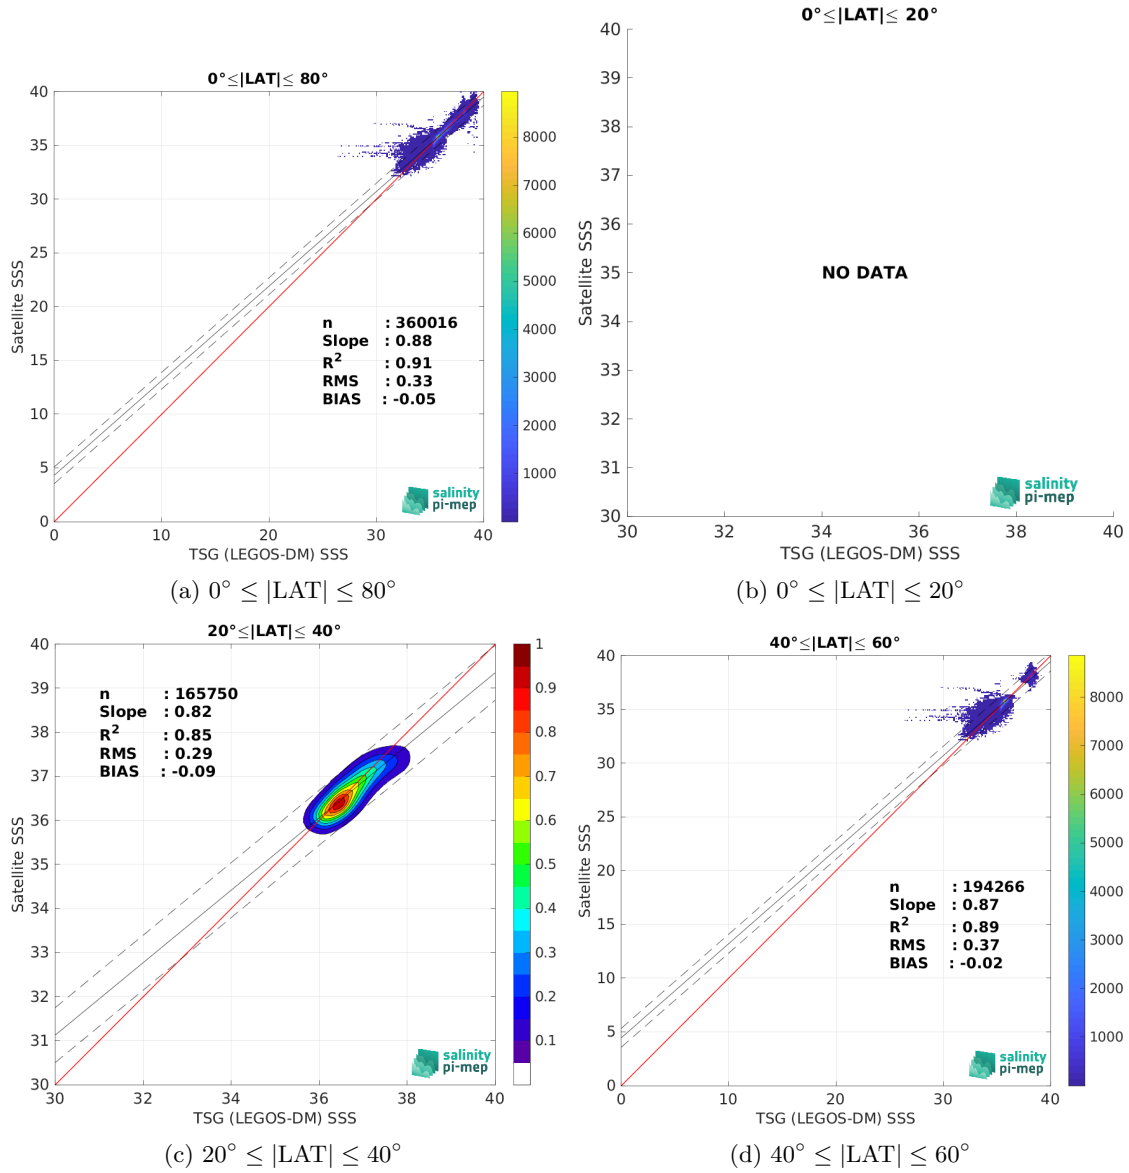 0°≤|LAT|≤ 80°
Satellite SSS
40
35
30
25
20
15
10
5
0
0 10 20 30 40
TSG (LEGOS-DM) SSS
8000
7000
6000
5000
4000
3000
2000
1000
n : 360016
Slope : 0.88
R² : 0.91
RMS : 0.33
BIAS : -0.05
salinity
pi-mep
(a) 0° ≤ |LAT| ≤ 80°
0°≤|LAT|≤ 20°
Satellite SSS
40
39
38
37
36
35
34
33
32
31
30
30 32 34 36 38 40
TSG (LEGOS-DM) SSS
NO DATA
salinity
pi-mep
(b) 0° ≤ |LAT| ≤ 20°
20°≤|LAT|≤ 40°
Satellite SSS
40
39
38
37
36
35
34
33
32
31
30
30 32 34 36 38 40
TSG (LEGOS-DM) SSS
1
0.9
0.8
0.7
0.6
0.5
0.4
0.3
0.2
0.1
n : 165750
Slope : 0.82
R² : 0.85
RMS : 0.29
BIAS : -0.09
salinity
pi-mep
(c) 20° ≤ |LAT| ≤ 40°
40°≤|LAT|≤ 60°
Satellite SSS
40
35
30
25
20
15
10
5
0
0 10 20 30 40
TSG (LEGOS-DM) SSS
8000
7000
6000
5000
4000
3000
2000
1000
n : 194266
Slope : 0.87
R² : 0.89
RMS : 0.37
BIAS : -0.02
salinity
pi-mep
(d) 40° ≤ |LAT| ≤ 60°